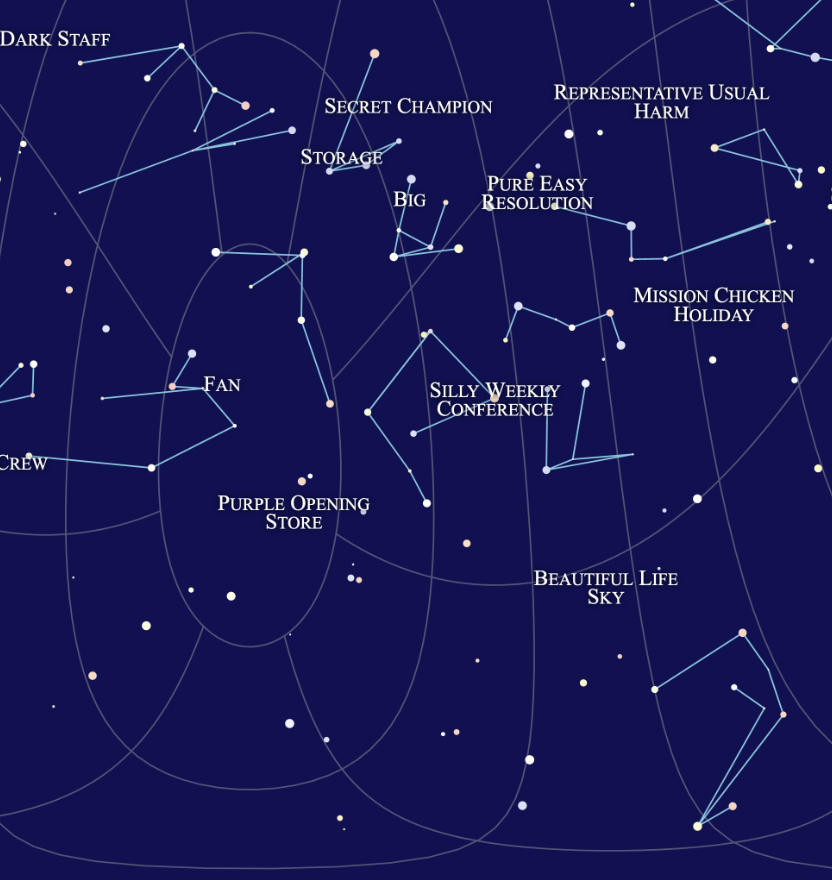 DARK STAFF
SECRET CHAMPION
REPRESENTATIVE USUAL
HARM
STORAGE
BIG
PURE EASY
RESOLUTION
MISSION CHICKEN
HOLIDAY
FAN
SILLY WEEKLY
CONFERENCE
CREW
PURPLE OPENING
STORE
BEAUTIFUL LIFE
SKY